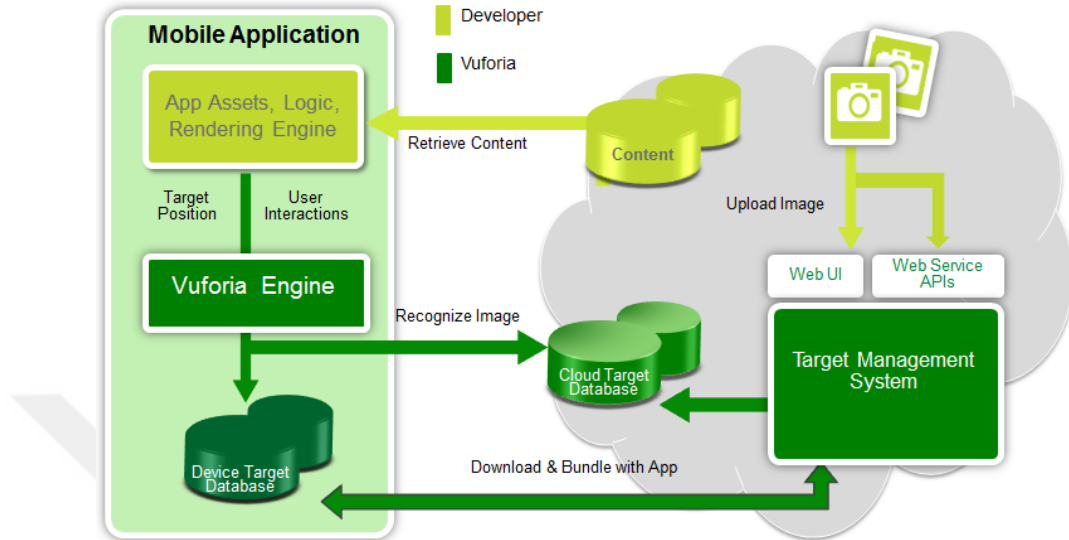 Mobile Application
Developer
Vuforia
App Assets, Logic,
Rendering Engine
Retrieve Content
Content
Target
Position
User
Interactions
Upload Image
Vuforia Engine
Web UI
Web Service
APIs
Recognize Image
Cloud Target
Database
Target Management
System
Device Target
Database
Download & Bundle with App